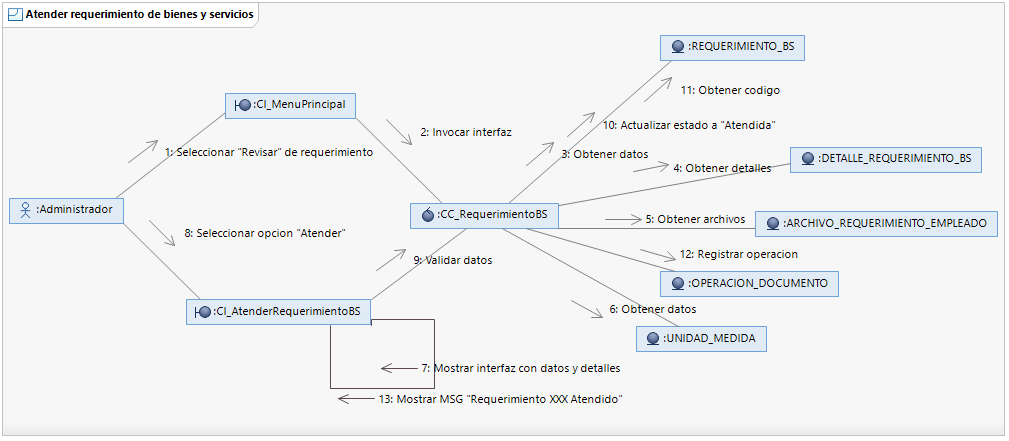 Atender requerimiento de bienes y servicios
:REQUERIMIENTO_BS
11: Obtener codigo
:CI_MenuPrincipal
2: Invocar interfaz
10: Actualizar estado a "Atendida"
1: Seleccionar "Revisar" de requerimiento
3: Obtener datos
:DETALLE_REQUERIMIENTO_BS
4: Obtener detalles
:Administrador
:CC_RequerimientoBS
5: Obtener archivos
:ARCHIVO_REQUERIMIENTO_EMPLEADO
8: Seleccionar opcion "Atender"
9: Validar datos
12: Registrar operacion
:OPERACION_DOCUMENTO
:CI_AtenderRequerimientoBS
6: Obtener datos
:UNIDAD_MEDIDA
7: Mostrar interfaz con datos y detalles
13: Mostrar MSG "Requerimiento XXX Atendido"